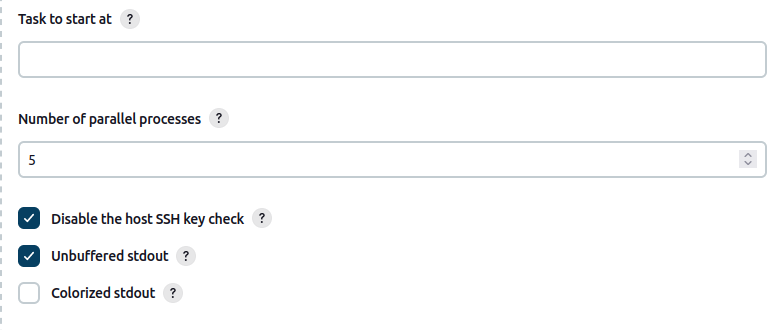 Task to start at ?
Number of parallel processes ?
5
Disable the host SSH key check ?
Unbuffered stdout ?
Colorized stdout ?